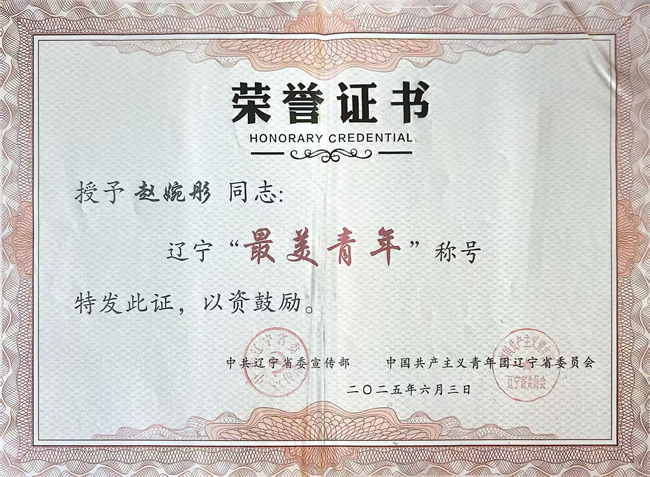 荣誉证书
HONORARY CREDENTIAL
授予 赵婉彤 同志:
辽宁“最美青年”称号
特发此证，以资鼓励。
中共辽宁省委宣传部 中国共产主义青年团辽宁省委员会
二〇二五年六月三日